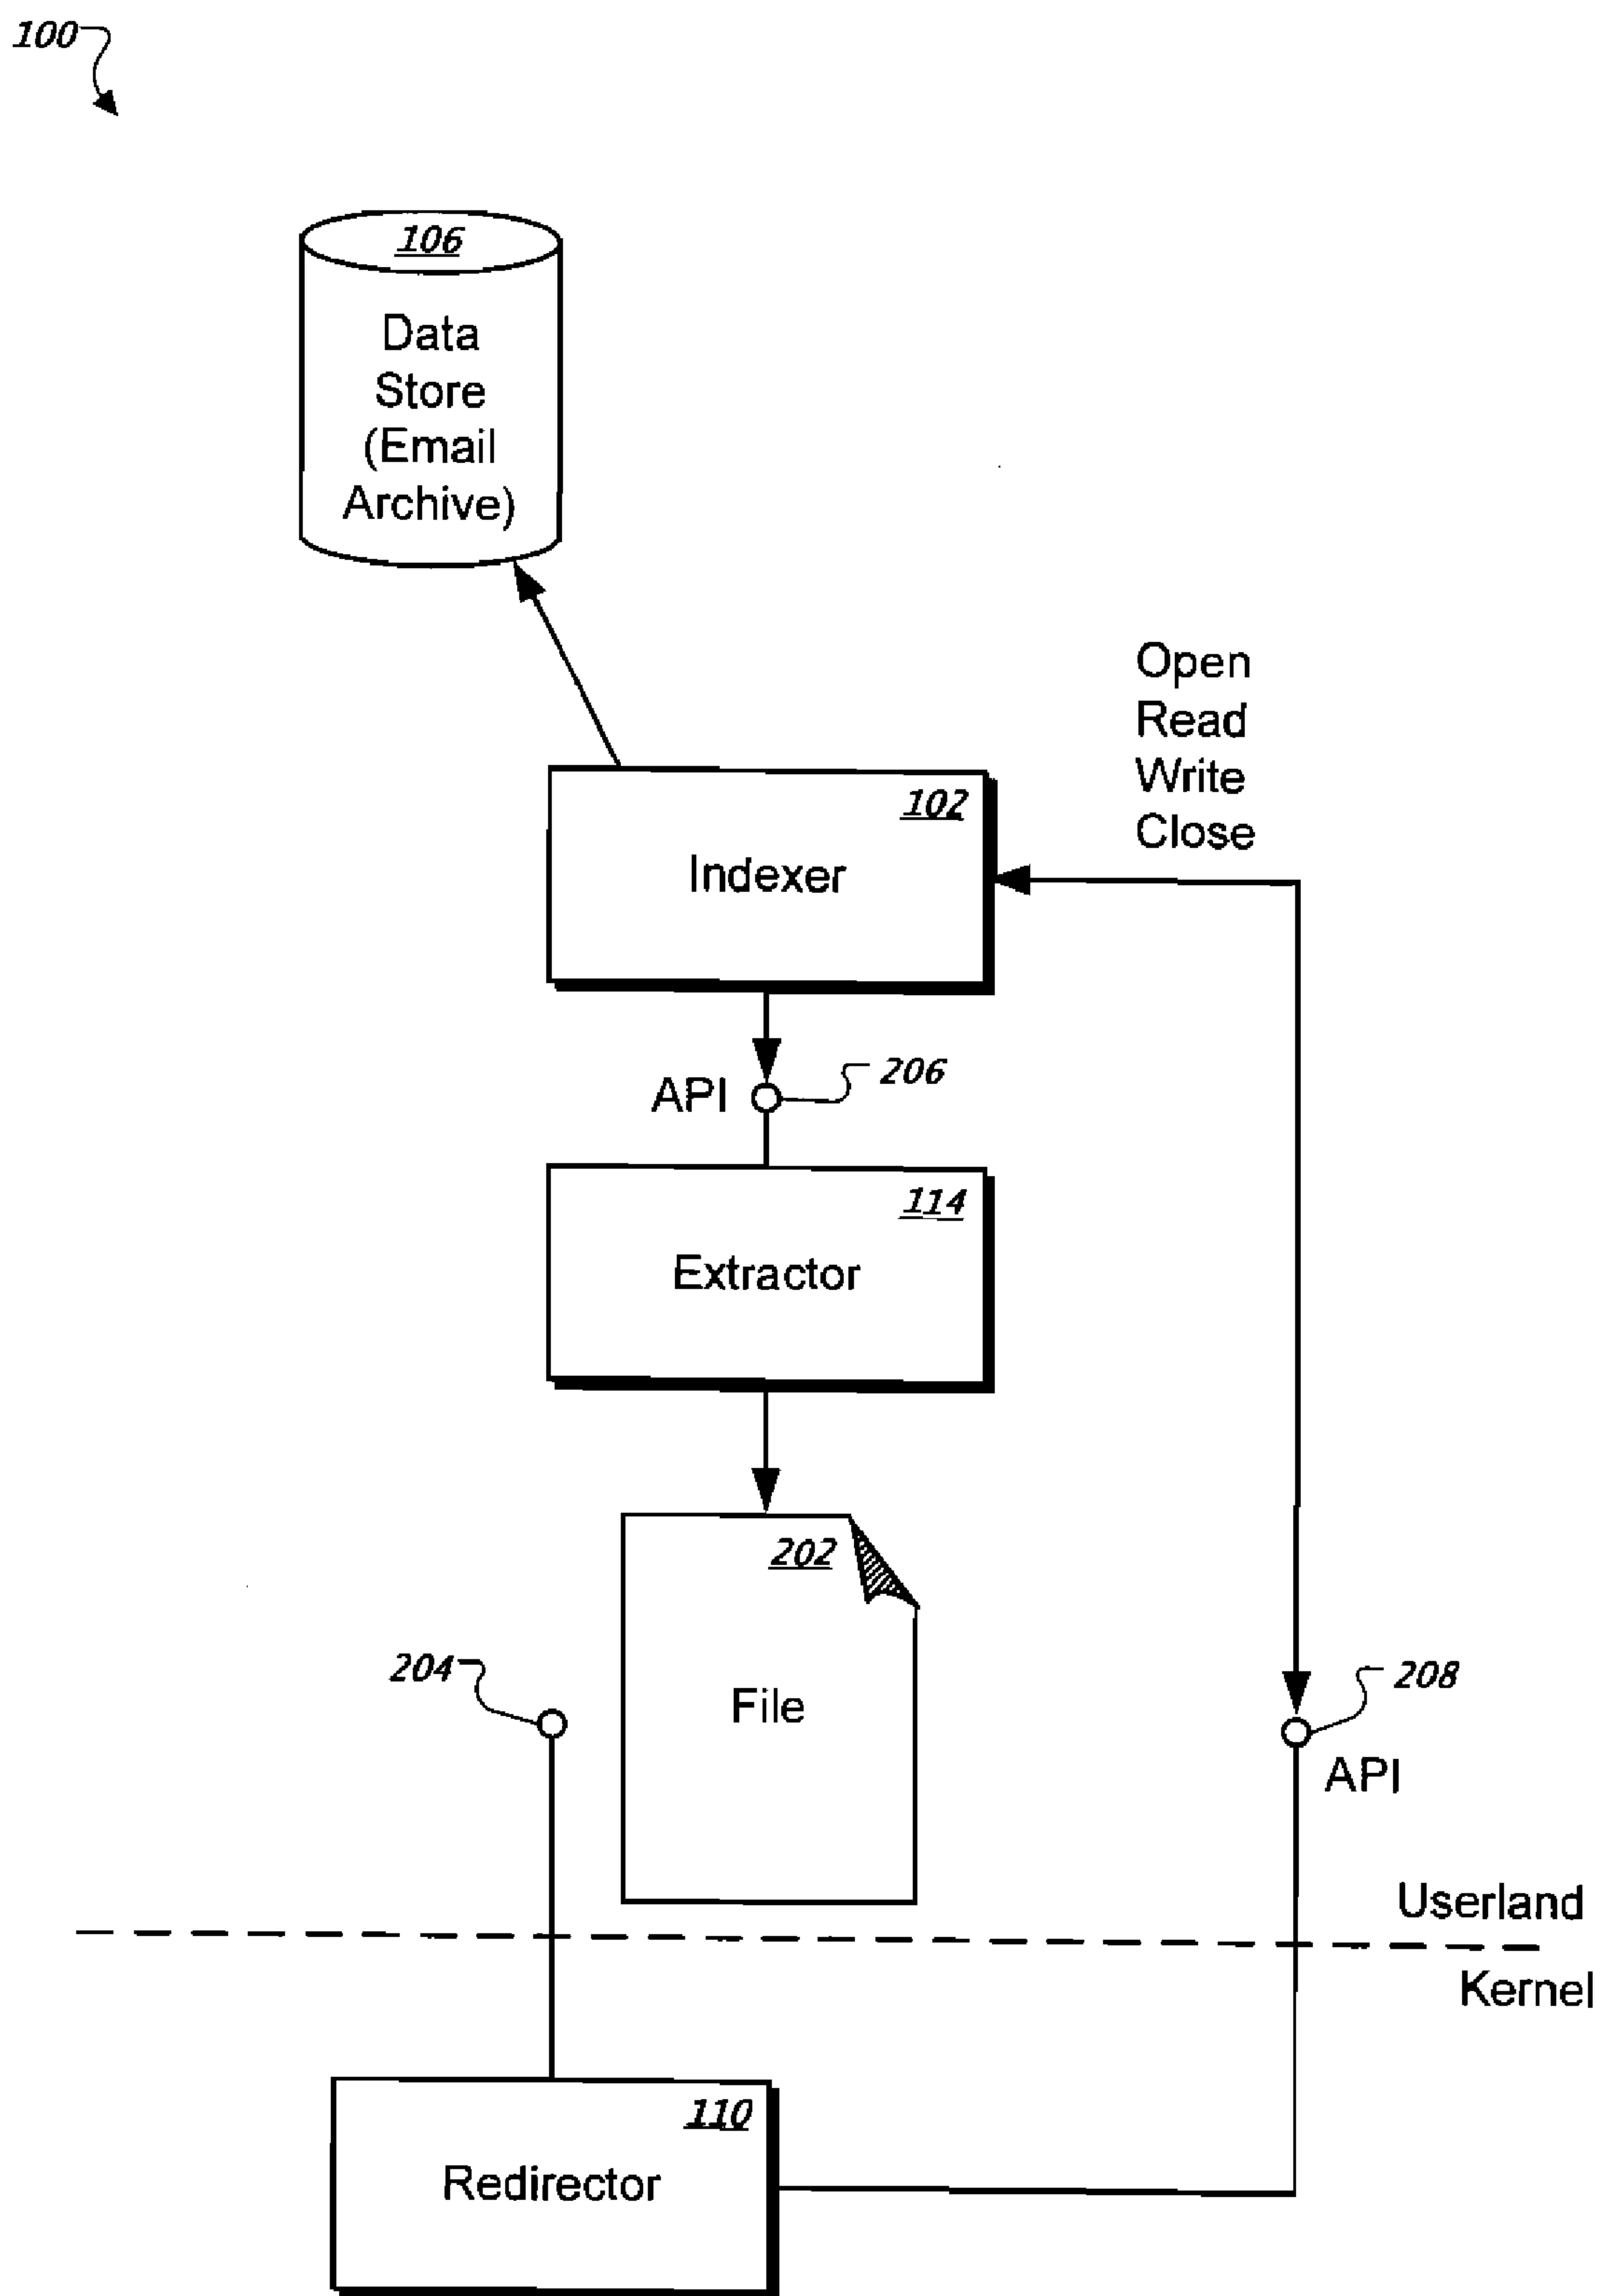 100
106
Data
Store
(Email
Archive)
Open
Read
Write
Close
102
Indexer
API
206
114
Extractor
202
File
204
208
API
Userland
Kernel
110
Redirector